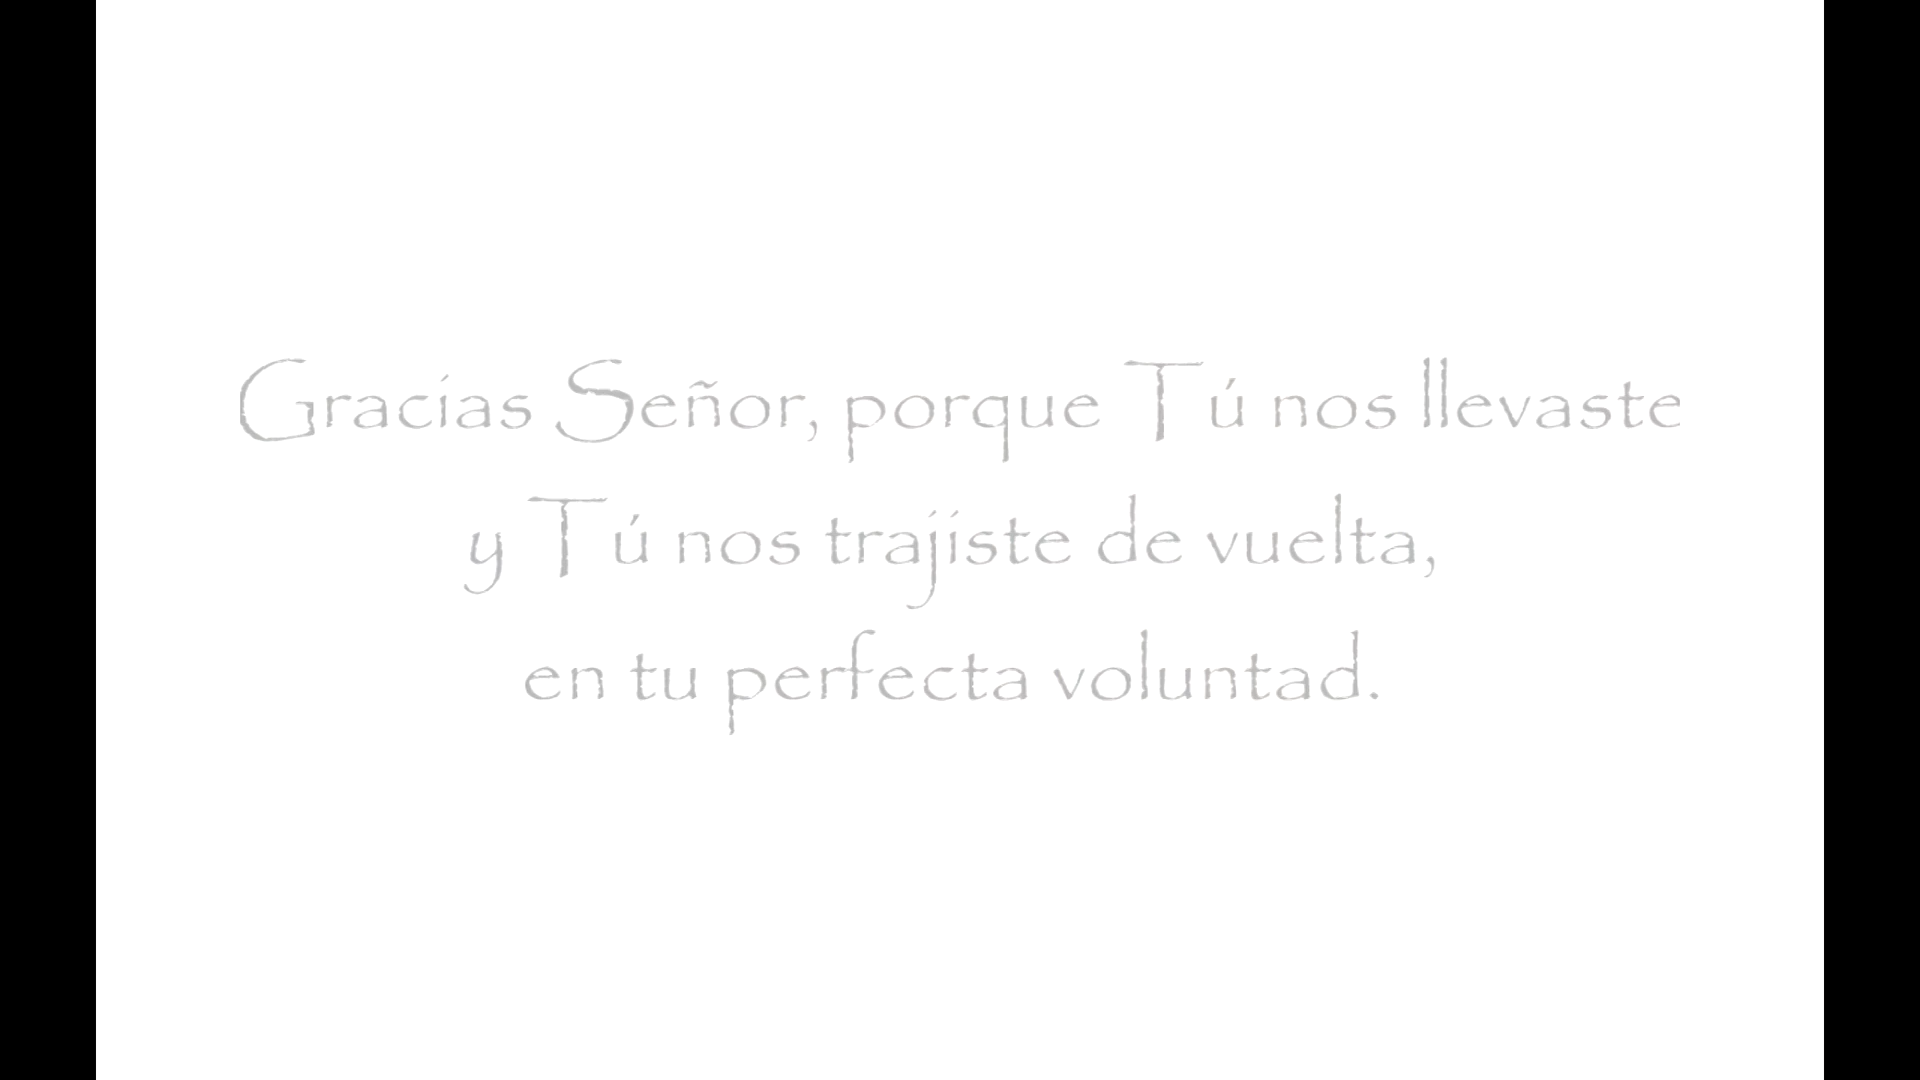 Gracias Señor, porque Tú nos llevaste
y Tú nos trajiste de vuelta,
en tu perfecta voluntad.